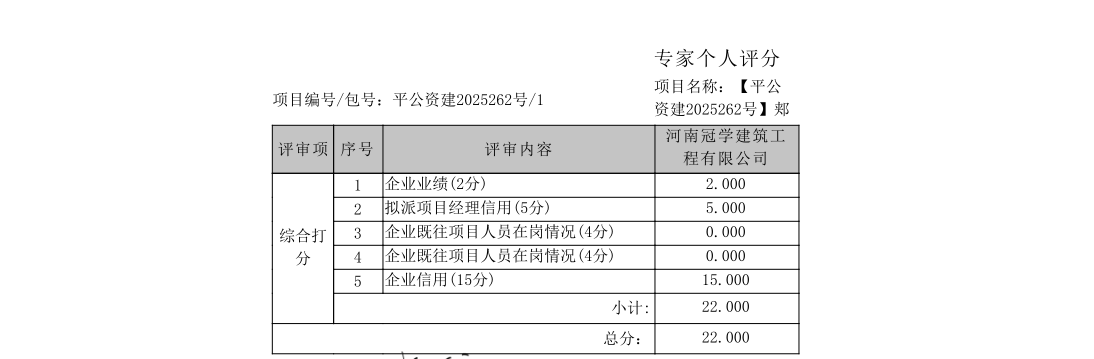 专家个人评分
项目编号/包号：平公资建2025262号/1
项目名称：【平公
资建2025262号】郏
评审项 序号 评审内容 河南冠学建筑工
程有限公司
综合打
分
1 企业业绩(2分) 2.000
2 拟派项目经理信用(5分) 5.000
3 企业既往项目人员在岗情况(4分) 0.000
4 企业既往项目人员在岗情况(4分) 0.000
5 企业信用(15分) 15.000
小计: 22.000
总分: 22.000